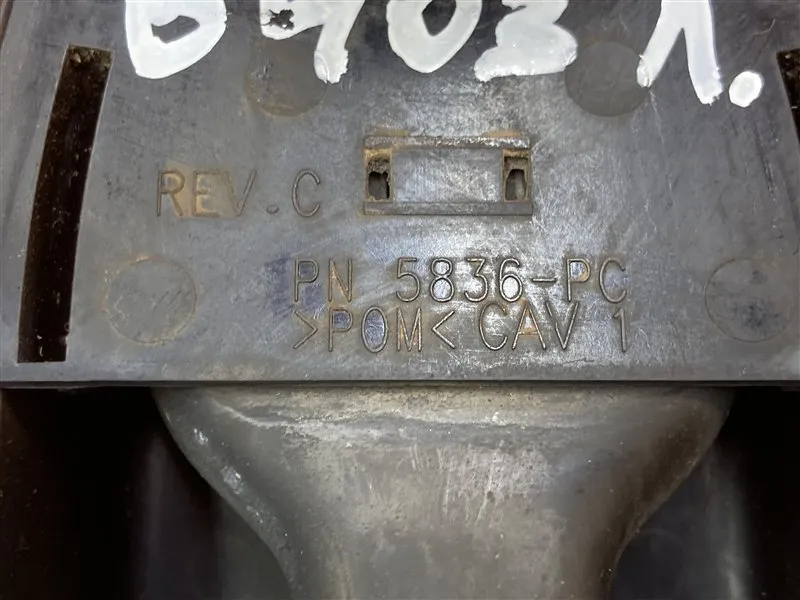 REV.C
PN 5836-PC
>POM< CAV 1